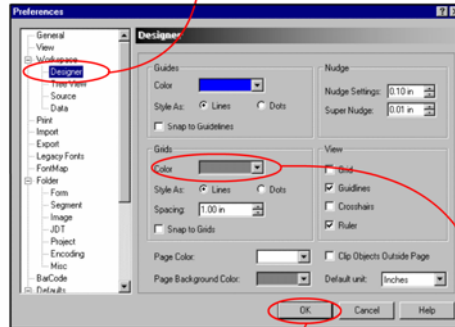 Preferences
General
View
Workspace
Designer
Tree View
Source
Data
Print
Import
Export
Legacy Fonts
FontMap
Folder
Form
Segment
Image
JDT
Project
Encoding
Misc
BarCode
Defaults
Designer
Guides
Color
Style As: Lines Dots
Snap to Guidelines
Nudge
Nudge Settings: 0.10 in
Super Nudge: 0.01 in
Grids
Color
Style As: Lines Dots
Spacing: 1.00 in
Snap to Grids
View
Grid
Guidlines
Crosshairs
Ruler
Page Color:
Page Background Color:
Clip Objects Outside Page
Default unit: Inches
OK Cancel Help